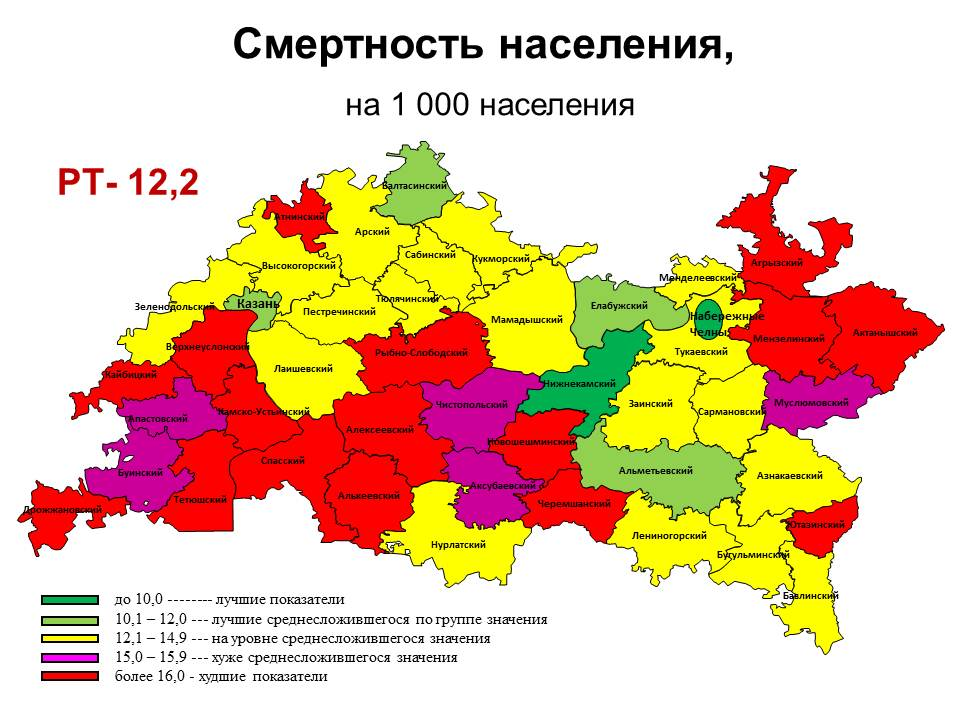 Смертность населения,
на 1 000 населения
РТ- 12,2
Балтасинский
Атнинский
Арский
Сабинский
Кукморский
Высокогорский
Агрызский
Менделеевский
Тюлячинский
Зеленодольский
Казань
Пестречинский
Елабужский
Мамадышский
Набережные
Челны
Мензелинский
Актанышский
Верхнеуслонский
Рыбно-Слободский
Тукаевский
Лаишевский
Кайбицкий
Нижнекамский
Чистопольский
Заинский
Сармановский
Муслюмовский
Апастовский
Камско-Устьинский
Алексеевский
Новошешминский
Спасский
Буинский
Альметьевский
Азнакаевский
Аксубаевский
Тетюшский
Алькеевский
Черемшанский
Дрожжановский
Ютазинский
Лениногорский
Нурлатский
Бугульминский
Бавлинский
до 10,0 -------- лучшие показатели
10,1 – 12,0 --- лучшие среднесложившегося по группе значения
12,1 – 14,9 --- на уровне среднесложившегося значения
15,0 – 15,9 --- хуже среднесложившегося значения
более 16,0 - худшие показатели